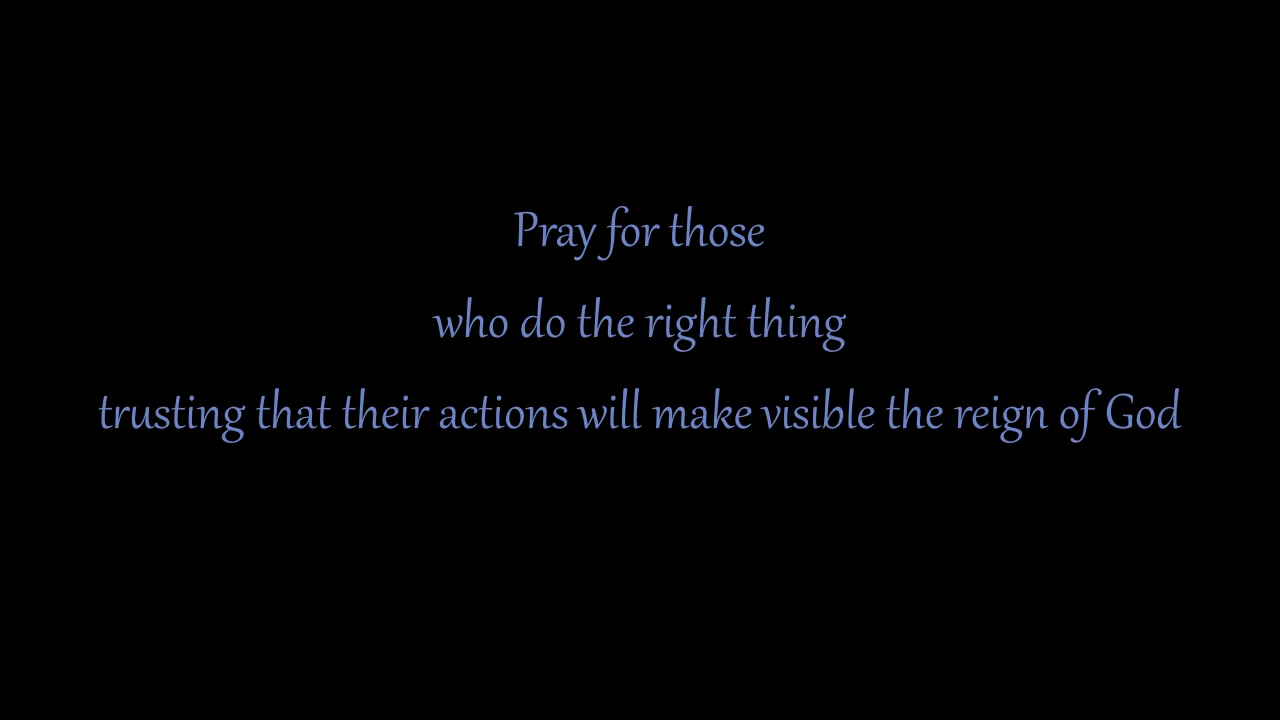 Pray for those
who do the right thing
trusting that their actions will make visible the reign of God